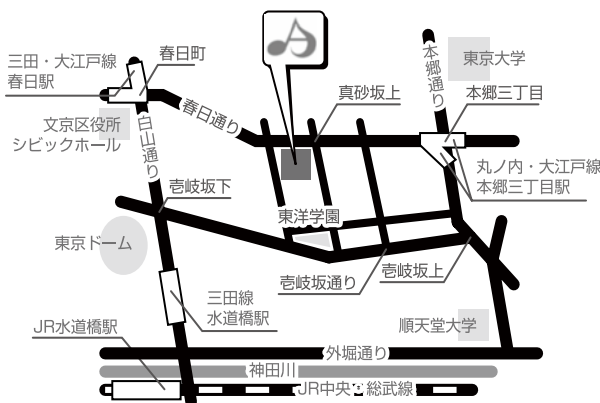 三田・大江戸線
春日駅
春日町
文京区役所
シビックホール
白山通り
春日通り
真砂坂上
本郷通り
東京大学
本郷三丁目
丸ノ内・大江戸線
本郷三丁目駅
壱岐坂下
東洋学園
東京ドーム
壱岐坂通り
壱岐坂上
三田線
水道橋駅
JR水道橋駅
順天堂大学
外堀通り
神田川
JR中央・総武線